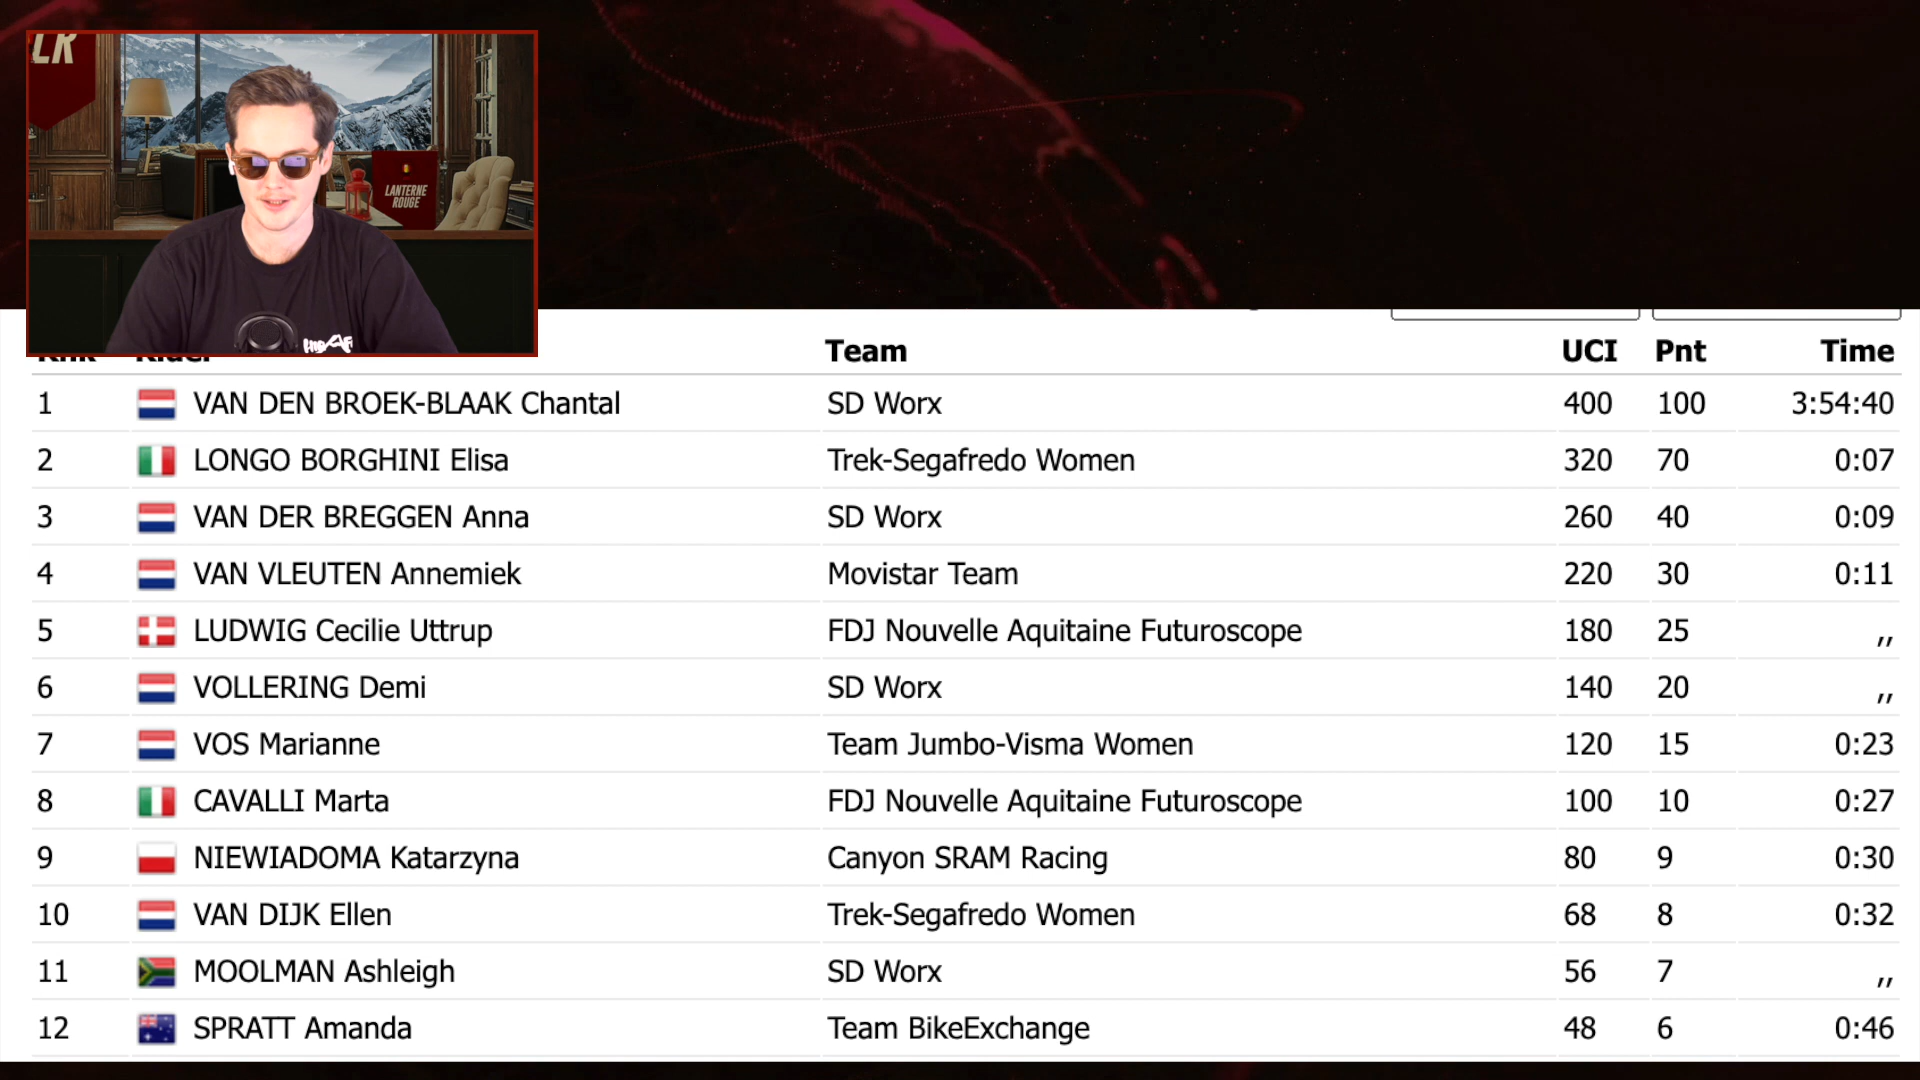 LR
LANTERNE
ROUGE
Rnk Rider Team UCI Pnt Time
1 VAN DEN BROEK-BLAAK Chantal SD Worx 400 100 3:54:40
2 LONGO BORGHINI Elisa Trek-Segafredo Women 320 70 0:07
3 VAN DER BREGGEN Anna SD Worx 260 40 0:09
4 VAN VLEUTEN Annemiek Movistar Team 220 30 0:11
5 LUDWIG Cecilie Uttrup FDJ Nouvelle Aquitaine Futuroscope 180 25 ,,
6 VOLLERING Demi SD Worx 140 20 ,,
7 VOS Marianne Team Jumbo-Visma Women 120 15 0:23
8 CAVALLI Marta FDJ Nouvelle Aquitaine Futuroscope 100 10 0:27
9 NIEWIADOMA Katarzyna Canyon SRAM Racing 80 9 0:30
10 VAN DIJK Ellen Trek-Segafredo Women 68 8 0:32
11 MOOLMAN Ashleigh SD Worx 56 7 ,,
12 SPRATT Amanda Team BikeExchange 48 6 0:46